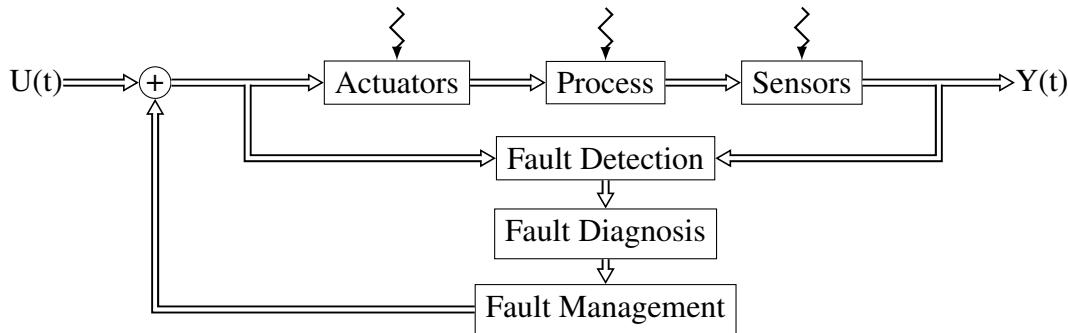 U(t)
+
Actuators
Process
Sensors
Y(t)
Fault Detection
Fault Diagnosis
Fault Management